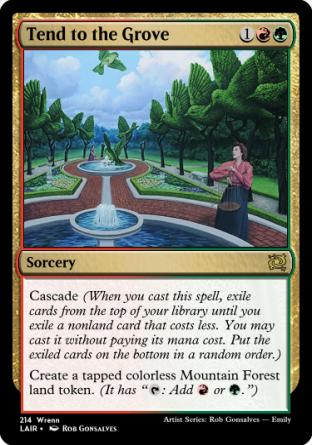 Tend to the Grove 1
Sorcery
Cascade (When you cast this spell, exile
cards from the top of your library until you
exile a nonland card that costs less. You may
cast it without paying its mana cost. Put the
exiled cards on the bottom in a random order.)
Create a tapped colorless Mountain Forest
land token. (It has “: Add or .”)
214 Wrenn
LAIR • Rob Gonsalves
Artist Series: Rob Gonsalves — Emily